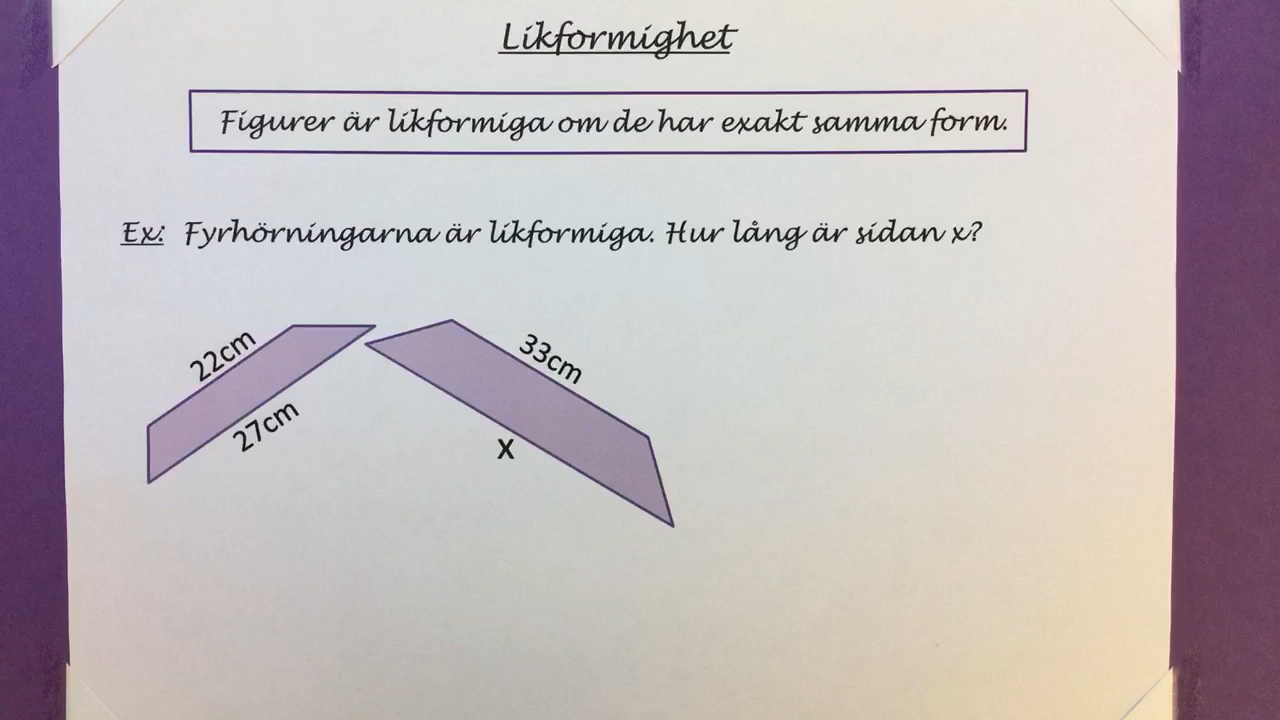 Likformighet
Figurer är likformiga om de har exakt samma form.
Ex: Fyrhörningarna är likformiga. Hur lång är sidan x?
22cm
27cm
33cm
x